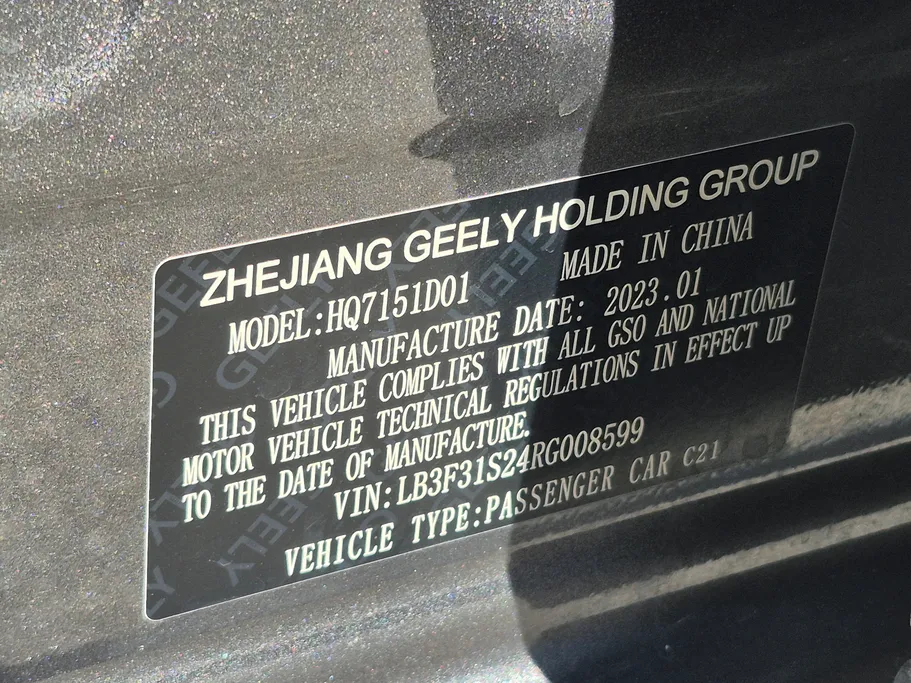 ZHEJIANG GEELY HOLDING GROUP
MODEL:HQ7151D01 MADE IN CHINA
MANUFACTURE DATE: 2023.01
THIS VEHICLE COMPLIES WITH ALL GSO AND NATIONAL
MOTOR VEHICLE TECHNICAL REGULATIONS IN EFFECT UP
TO THE DATE OF MANUFACTURE.
VIN:LB3F31S24RG008599
VEHICLE TYPE:PASSENGER CAR C21